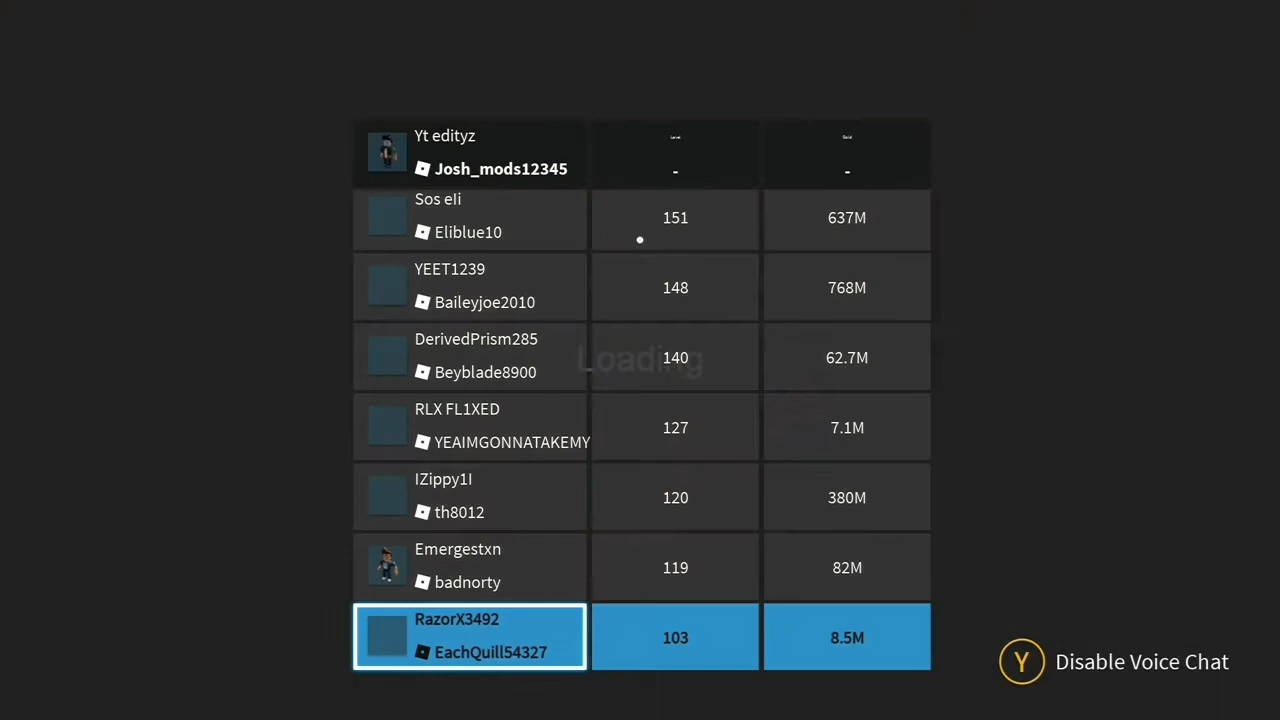 Yt edityz
Josh_mods12345
Level
Gold
-
-
Sos eli
Eliblue10
151
637M
YEET1239
Baileyjoe2010
148
768M
DerivedPrism285
Beyblade8900
140
62.7M
Loading
RLX FL1XED
YEAIMGONNATAKEMY
127
7.1M
IZippy1I
th8012
120
380M
Emergestxn
badnorty
119
82M
RazorX3492
EachQuill54327
103
8.5M
Y Disable Voice Chat